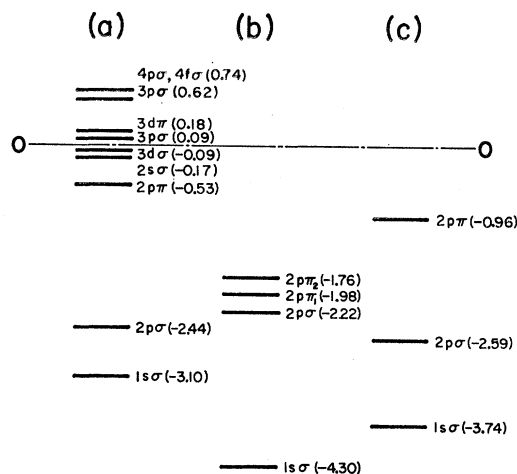 (a) (b) (c)
4pσ, 4fσ (0.74)
3pσ (0.62)
3dπ (0.18)
3pσ (0.09)
O O
3dσ (-0.09)
2sσ (-0.17)
2pπ (-0.53)
2pπ (-0.96)
2pπ₂ (-1.76)
2pπ₁ (-1.98)
2pσ (-2.22)
2pσ (-2.44)
2pσ (-2.59)
1sσ (-3.10)
1sσ (-3.74)
1sσ (-4.30)